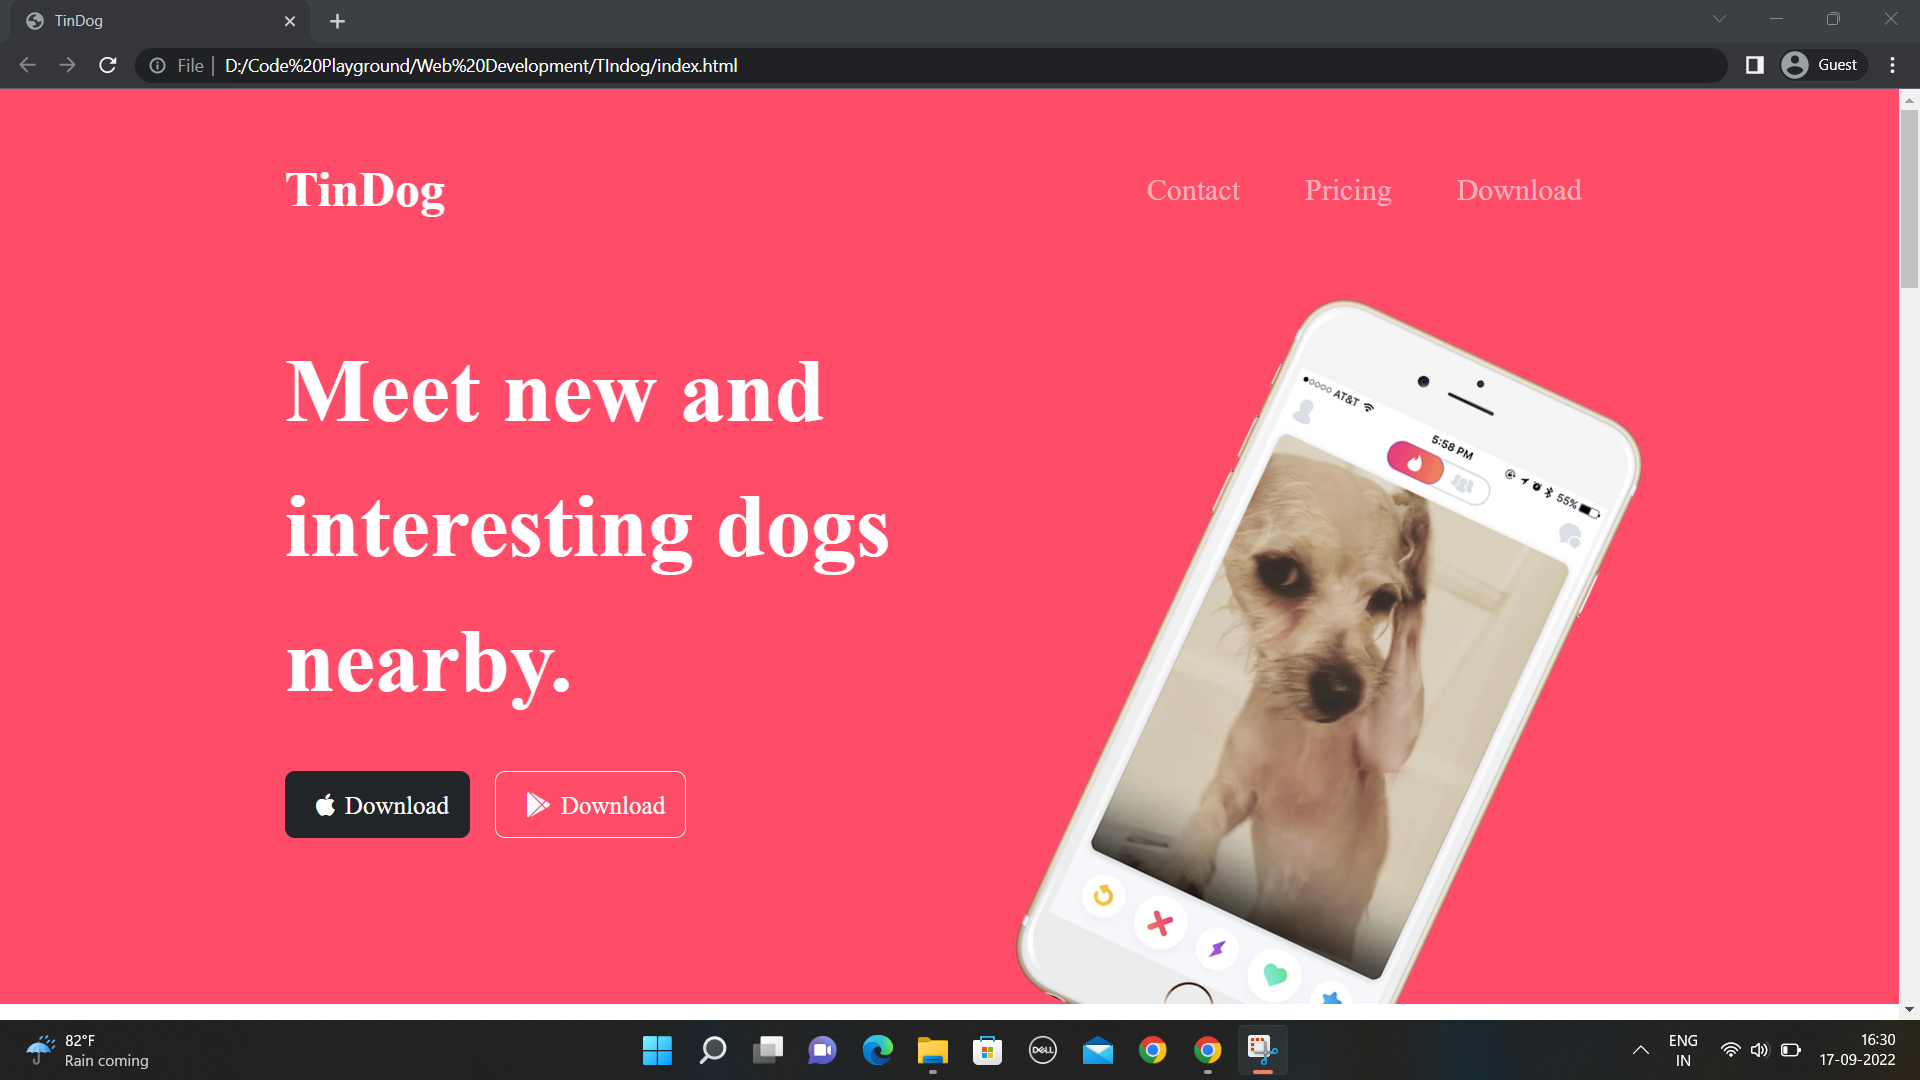 TinDog
File
D:/Code%20Playground/Web%20Development/TIndog/index.html
Guest
TinDog
Contact
Pricing
Download
Meet new and
interesting dogs
nearby.
Download
Download
AT&T
5:58 PM
55%
82°F
Rain coming
DELL
ENG
IN
16:30
17-09-2022